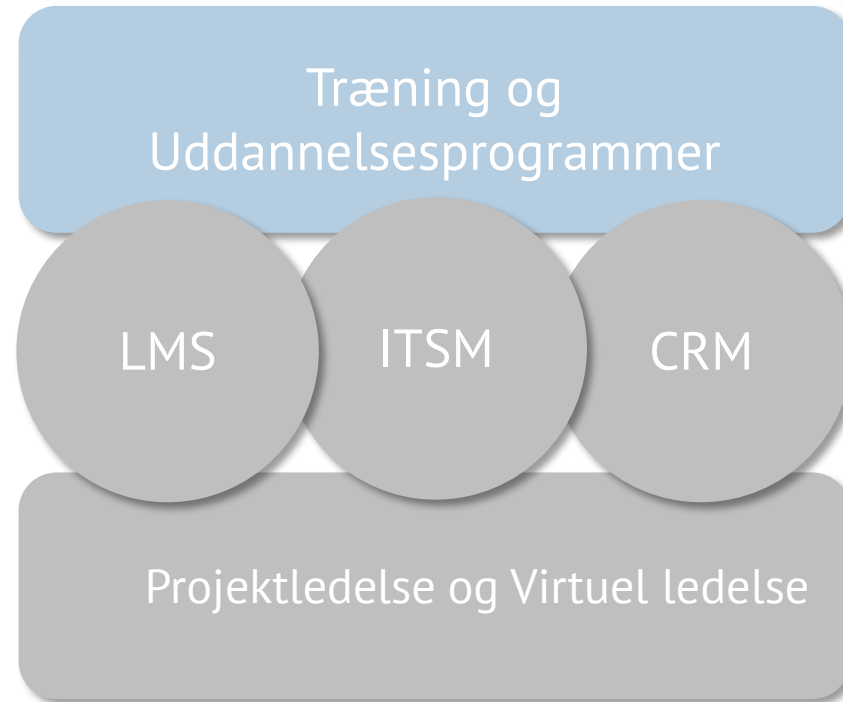 Træning og
Uddannelsesprogrammer
LMS
ITSM
CRM
Projektledelse og Virtuel ledelse